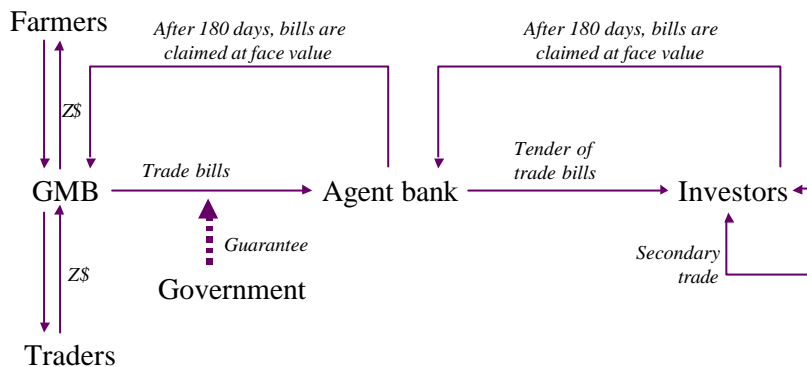 Farmers
After 180 days, bills are
claimed at face value
After 180 days, bills are
claimed at face value
Z$
Trade bills
Tender of
trade bills
GMB
Agent bank
Investors
Guarantee
Secondary
trade
Z$
Government
Traders